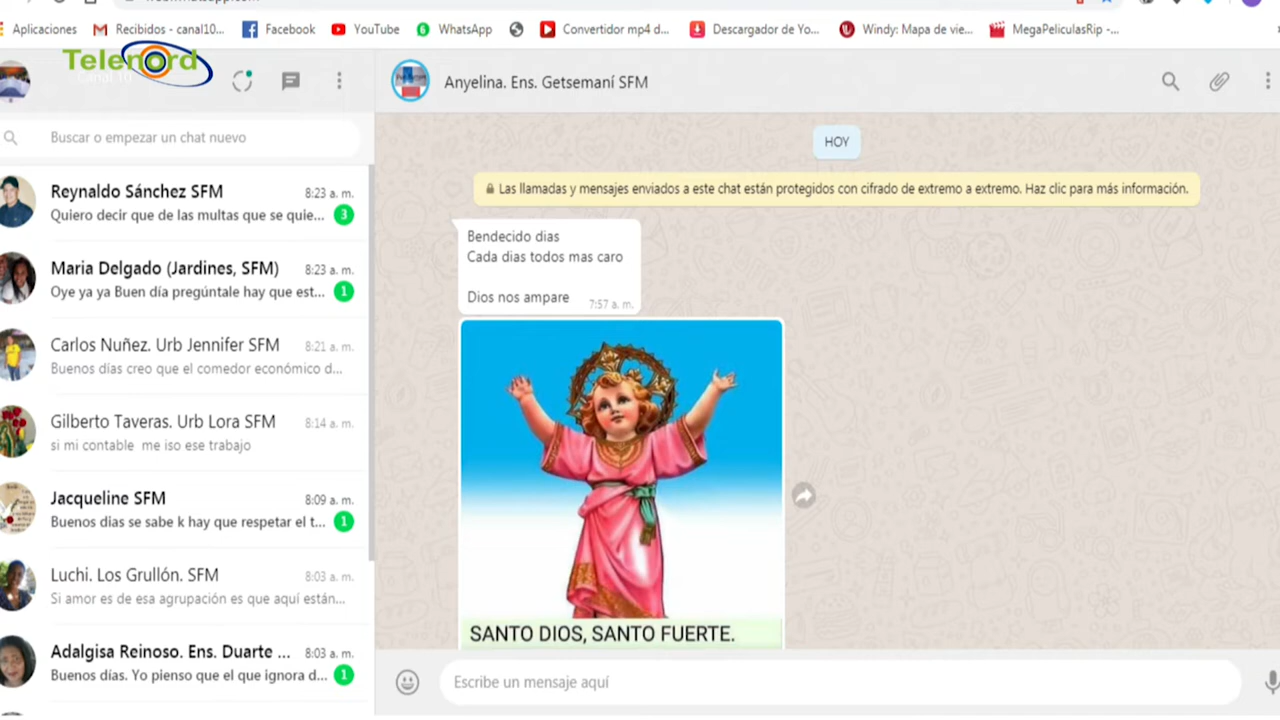 Aplicaciones
Recibidos - canal10...
Facebook
YouTube
WhatsApp
Convertidor mp4 d...
Descargador de Yo...
Windy: Mapa de vie...
MegaPeliculasRip -...
Telenord
Canal 10
Buscar o empezar un chat nuevo
Reynaldo Sánchez SFM 8:23 a. m.
Quiero decir que de las multas que se quie... 3
Maria Delgado (Jardines, SFM) 8:23 a. m.
Oye ya ya Buen día pregúntale hay que est... 1
Carlos Nuñez. Urb Jennifer SFM 8:21 a. m.
Buenos días creo que el comedor económico d...
Gilberto Taveras. Urb Lora SFM 8:14 a. m.
si mi contable me iso ese trabajo
Jacqueline SFM 8:09 a. m.
Buenos dias se sabe k hay que respetar el t... 1
Luchi. Los Grullón. SFM 8:03 a. m.
Si amor es de esa agrupación es que aquí están...
Adalgisa Reinoso. Ens. Duarte ... 8:03 a. m.
Buenos días. Yo pienso que el que ignora d... 1
Anyelina. Ens. Getsemaní SFM
HOY
Las llamadas y mensajes enviados a este chat están protegidos con cifrado de extremo a extremo. Haz clic para más información.
Bendecido dias
Cada dias todos mas caro
Dios nos ampare 7:57 a. m.
SANTO DIOS, SANTO FUERTE.
Escribe un mensaje aquí